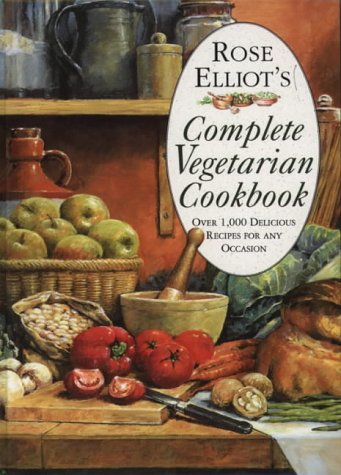 ROSE
ELLIOT'S
Complete
Vegetarian
Cookbook
OVER 1,000 DELICIOUS
RECIPES FOR ANY
OCCASION